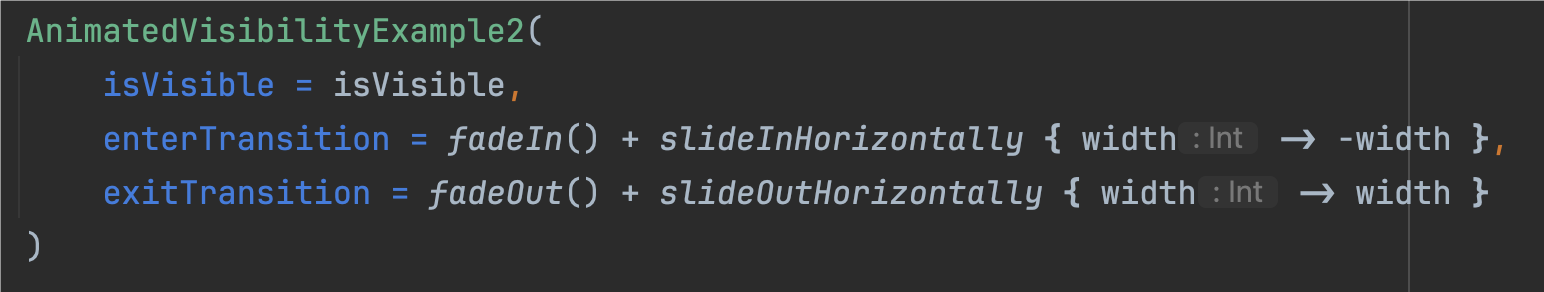 AnimatedVisibilityExample2(
isVisible = isVisible,
enterTransition = fadeIn() + slideInHorizontally { width : Int -> -width },
exitTransition = fadeOut() + slideOutHorizontally { width : Int -> width }
)